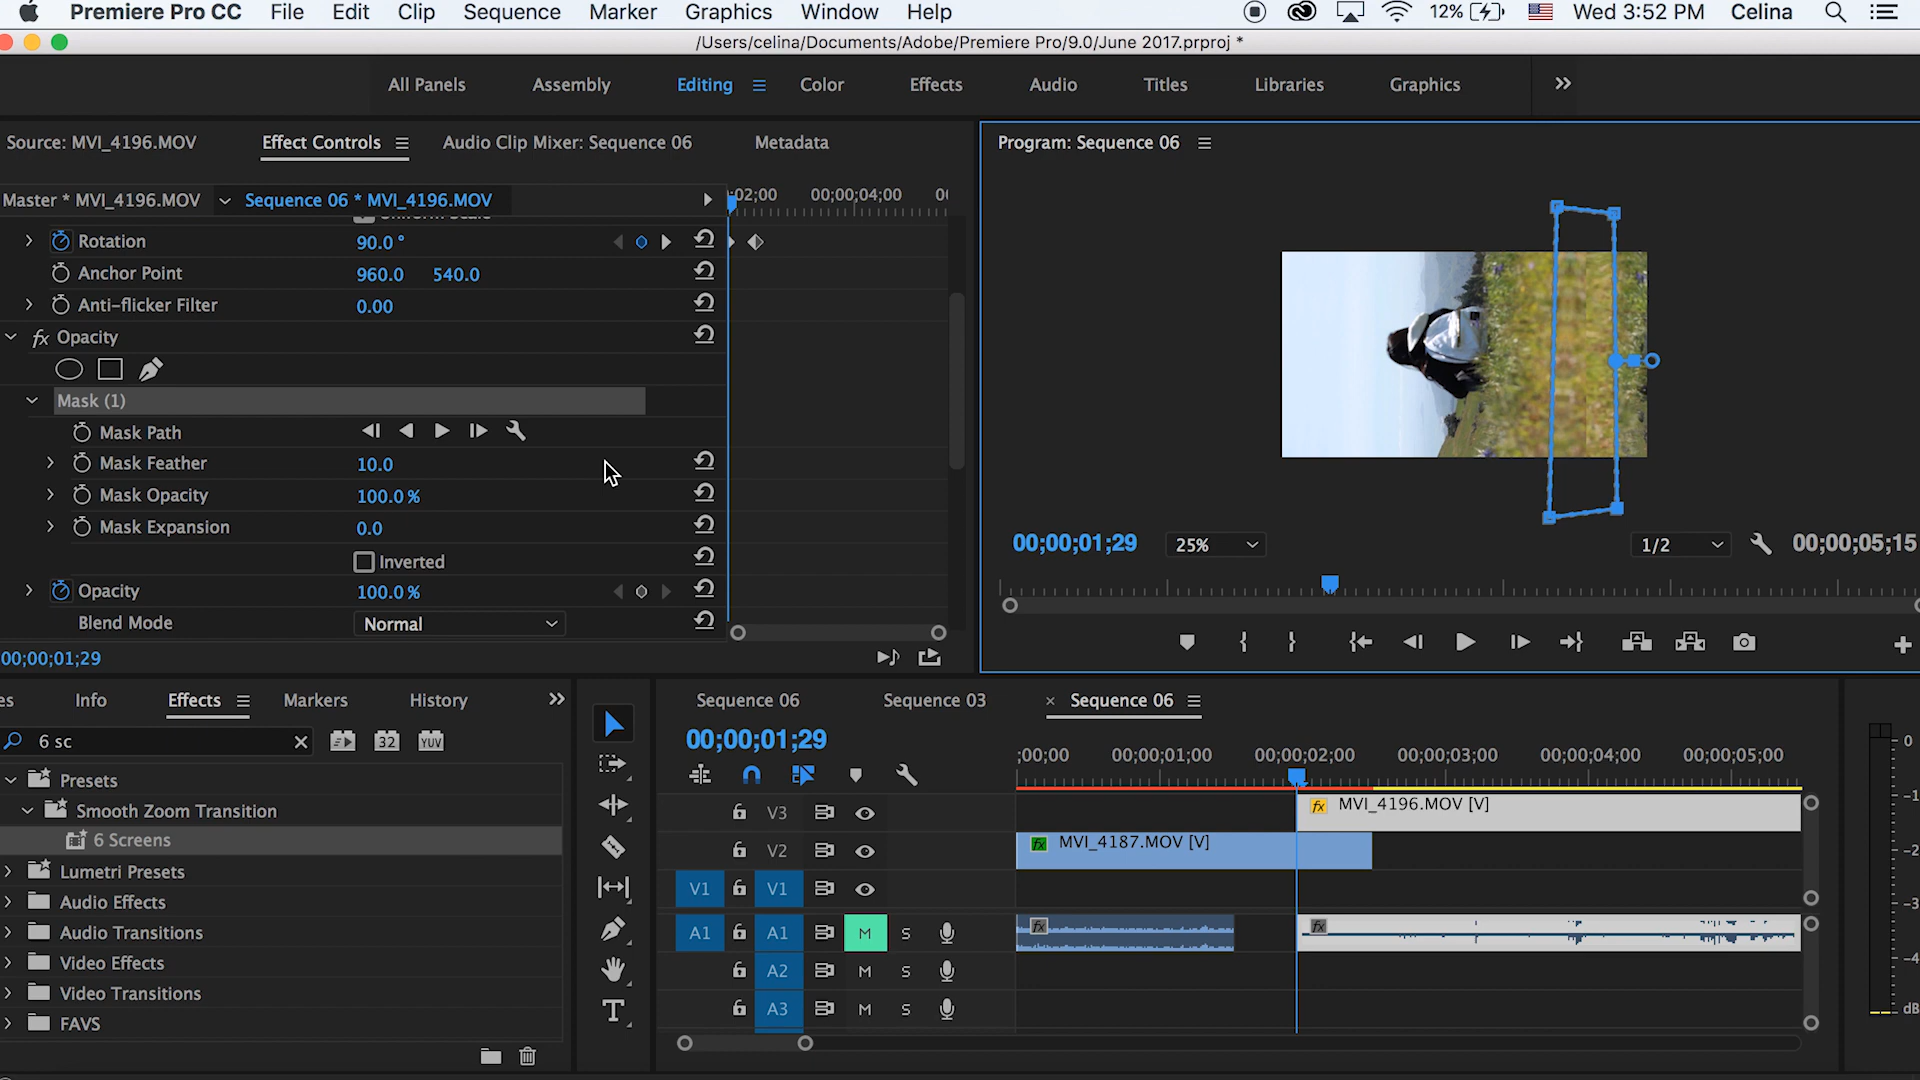 Premiere Pro CC File Edit Clip Sequence Marker Graphics Window Help 12% Wed 3:52 PM Celina
/Users/celina/Documents/Adobe/Premiere Pro/9.0/June 2017.prproj *
All Panels Assembly Editing Color Effects Audio Titles Libraries Graphics
Source: MVI_4196.MOV Effect Controls Audio Clip Mixer: Sequence 06 Metadata
Program: Sequence 06
Master * MVI_4196.MOV Sequence 06 * MVI_4196.MOV
:02;00 00;00;04;00 0
Rotation 90.0 °
Anchor Point 960.0 540.0
Anti-flicker Filter 0.00
fx Opacity
Mask (1)
Mask Path
Mask Feather 10.0
Mask Opacity 100.0 %
Mask Expansion 0.0
Inverted
Opacity 100.0 %
Blend Mode Normal
00;00;01;29
00;00;01;29 25% 1/2 00;00;05;15
es Info Effects Markers History
6 sc 32 YUV
Presets
Smooth Zoom Transition
6 Screens
Lumetri Presets
Audio Effects
Audio Transitions
Video Effects
Video Transitions
FAVS
Sequence 06 Sequence 03 × Sequence 06
00;00;01;29
;00;00 00;00;01;00 00;00;02;00 00;00;03;00 00;00;04;00 00;00;05;00
V3 fx MVI_4196.MOV [V]
V2 fx MVI_4187.MOV [V]
V1 V1
A1 A1 M S fx fx
A2 M S
A3 M S
T
0
-1
-2
-3
-4
dB